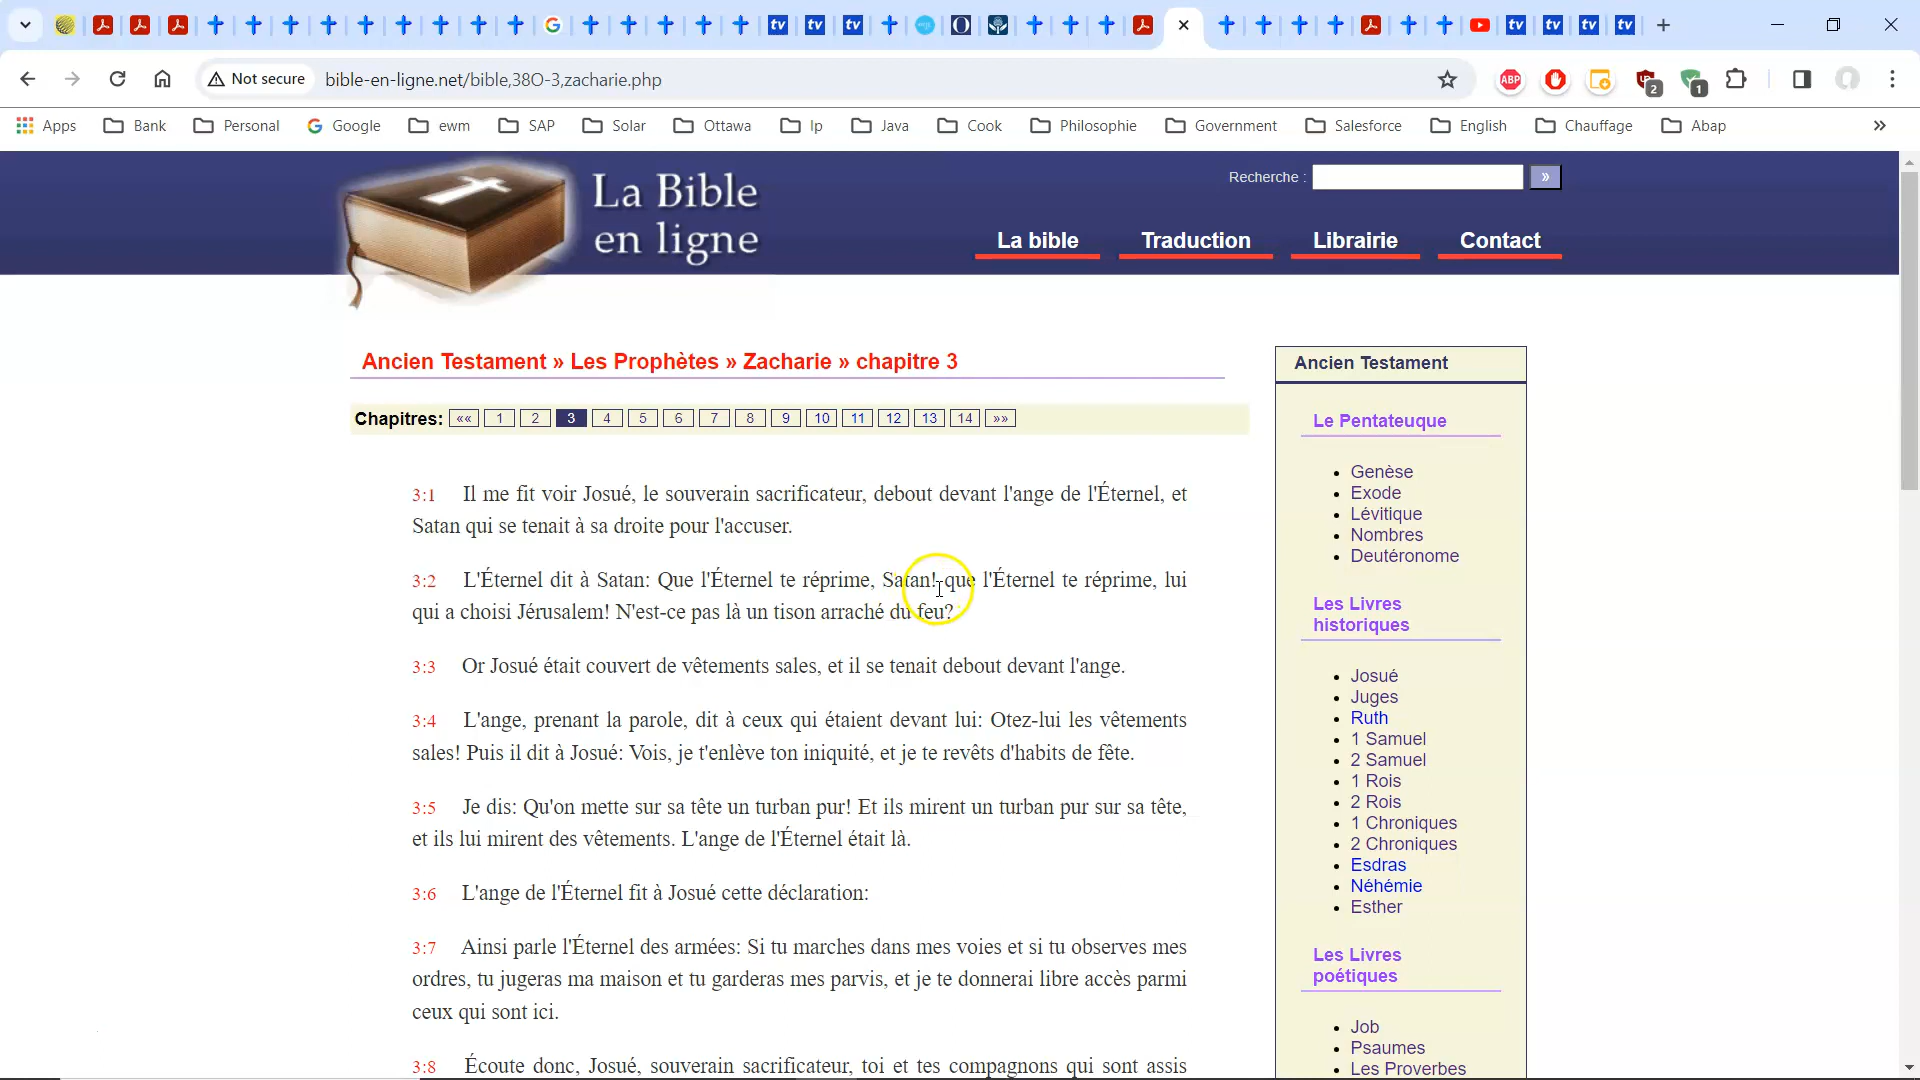 Not secure
bible-en-ligne.net/bible,38O-3,zacharie.php
ABP
2
1
Apps
Bank
Personal
Google
ewm
SAP
Solar
Ottawa
Ip
Java
Cook
Philosophie
Government
Salesforce
English
Chauffage
Abap
»
La Bible
en ligne
Recherche :
»
La bible
Traduction
Librairie
Contact
Ancien Testament » Les Prophètes » Zacharie » chapitre 3
Chapitres: «« 1 2 3 4 5 6 7 8 9 10 11 12 13 14 »»
3:1 Il me fit voir Josué, le souverain sacrificateur, debout devant l'ange de l'Éternel, et
Satan qui se tenait à sa droite pour l'accuser.
3:2 L'Éternel dit à Satan: Que l'Éternel te réprime, Satan! que l'Éternel te réprime, lui
qui a choisi Jérusalem! N'est-ce pas là un tison arraché du feu?
3:3 Or Josué était couvert de vêtements sales, et il se tenait debout devant l'ange.
3:4 L'ange, prenant la parole, dit à ceux qui étaient devant lui: Otez-lui les vêtements
sales! Puis il dit à Josué: Vois, je t'enlève ton iniquité, et je te revêts d'habits de fête.
3:5 Je dis: Qu'on mette sur sa tête un turban pur! Et ils mirent un turban pur sur sa tête,
et ils lui mirent des vêtements. L'ange de l'Éternel était là.
3:6 L'ange de l'Éternel fit à Josué cette déclaration:
3:7 Ainsi parle l'Éternel des armées: Si tu marches dans mes voies et si tu observes mes
ordres, tu jugeras ma maison et tu garderas mes parvis, et je te donnerai libre accès parmi
ceux qui sont ici.
3:8 Écoute donc, Josué, souverain sacrificateur, toi et tes compagnons qui sont assis
Ancien Testament
Le Pentateuque
Genèse
Exode
Lévitique
Nombres
Deutéronome
Les Livres
historiques
Josué
Juges
Ruth
1 Samuel
2 Samuel
1 Rois
2 Rois
1 Chroniques
2 Chroniques
Esdras
Néhémie
Esther
Les Livres
poétiques
Job
Psaumes
Les Proverbes